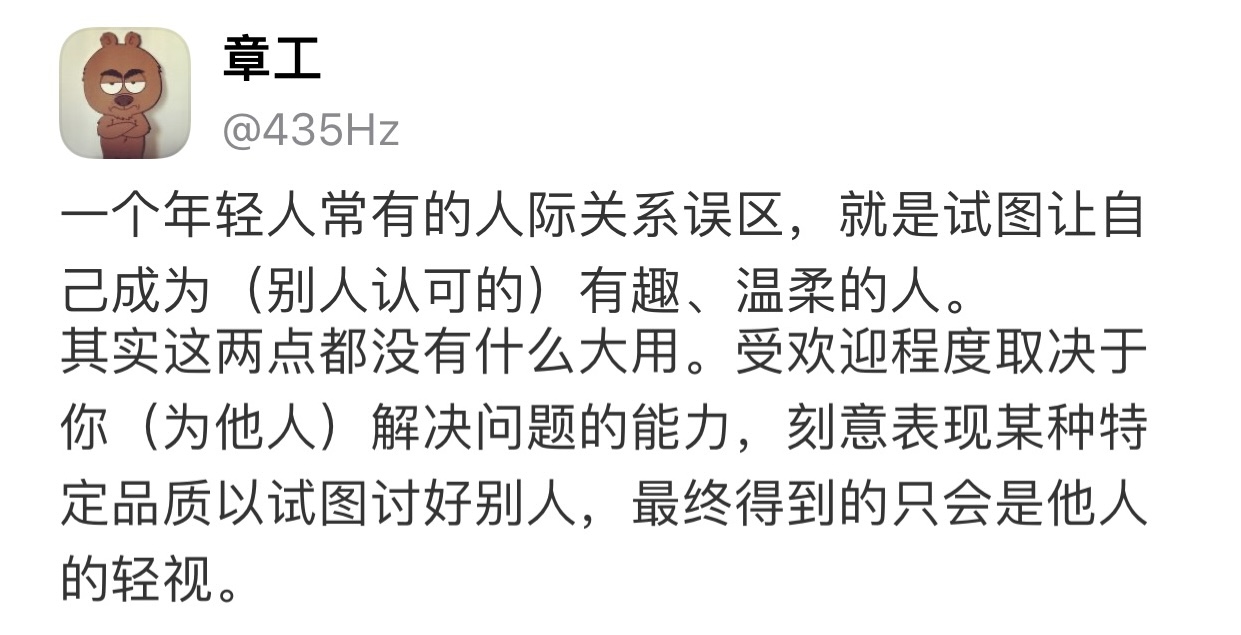 章工
@435Hz
一个年轻人常有的人际关系误区，就是试图让自
己成为（别人认可的）有趣、温柔的人。
其实这两点都没有什么大用。受欢迎程度取决于
你（为他人）解决问题的能力，刻意表现某种特
定品质以试图讨好别人，最终得到的只会是他人
的轻视。